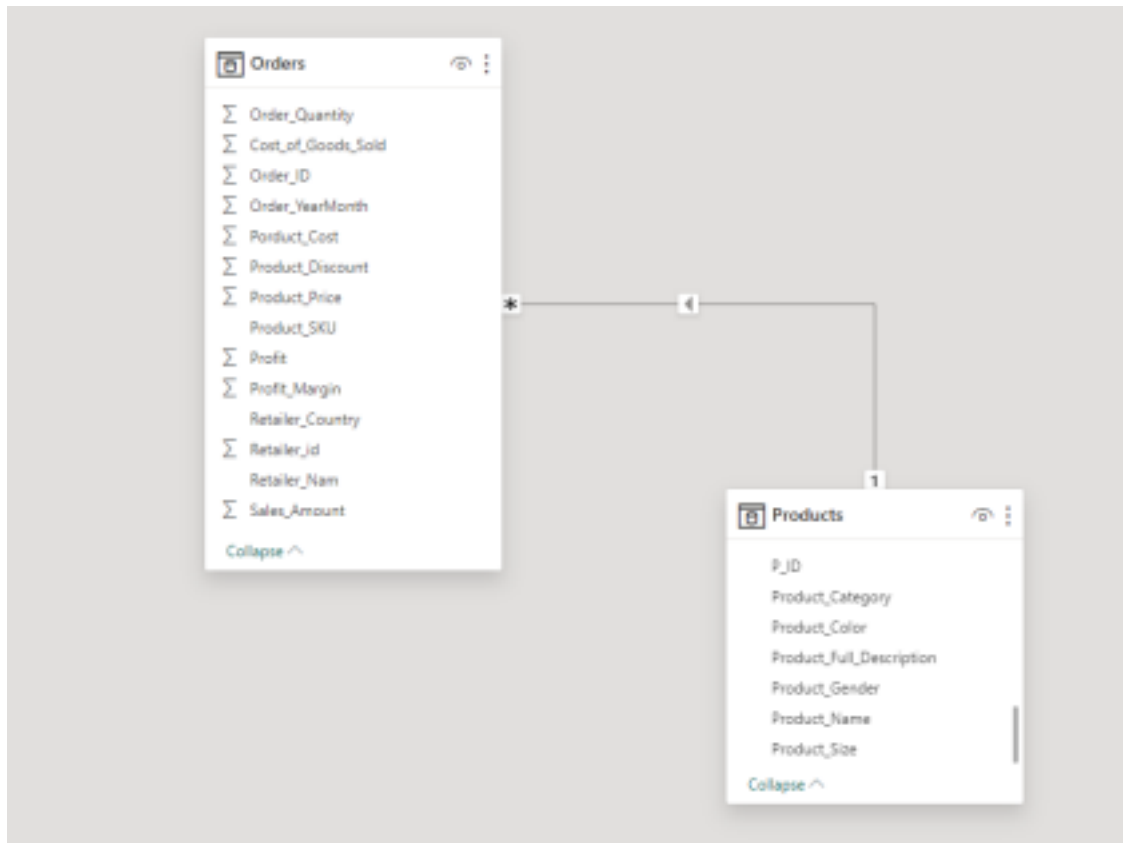 Orders
Order_Quantity
Cost_of_Goods_Sold
Order_ID
Order_YearMonth
Porduct_Cost
Product_Discount
Product_Price
Product_SKU
Profit
Profit_Margin
Retailer_Country
Retailer_id
Retailer_Nam
Sales_Amount
Collapse
*
1
Products
P_ID
Product_Category
Product_Color
Product_Full_Description
Product_Gender
Product_Name
Product_Size
Collapse